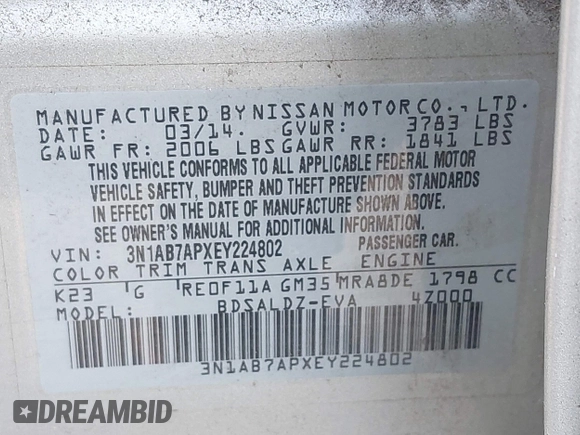 MANUFACTURED BY NISSAN MOTOR CO., LTD.
DATE: 03/14. GVWR: 3783 LBS
GAWR FR: 2006 LBS GAWR RR: 1841 LBS
THIS VEHICLE CONFORMS TO ALL APPLICABLE FEDERAL MOTOR
VEHICLE SAFETY, BUMPER AND THEFT PREVENTION STANDARDS
IN EFFECT ON THE DATE OF MANUFACTURE SHOWN ABOVE.
SEE OWNER'S MANUAL FOR ADDITIONAL INFORMATION.
VIN: 3N1AB7APXEY224802 PASSENGER CAR.
COLOR TRIM TRANS AXLE ENGINE
K23 G RE0F11A GM35 MRA8DE 1798 CC
MODEL: BDSALDZ-EVA 4Z000
3N1AB7APXEY224802
DREAMBID